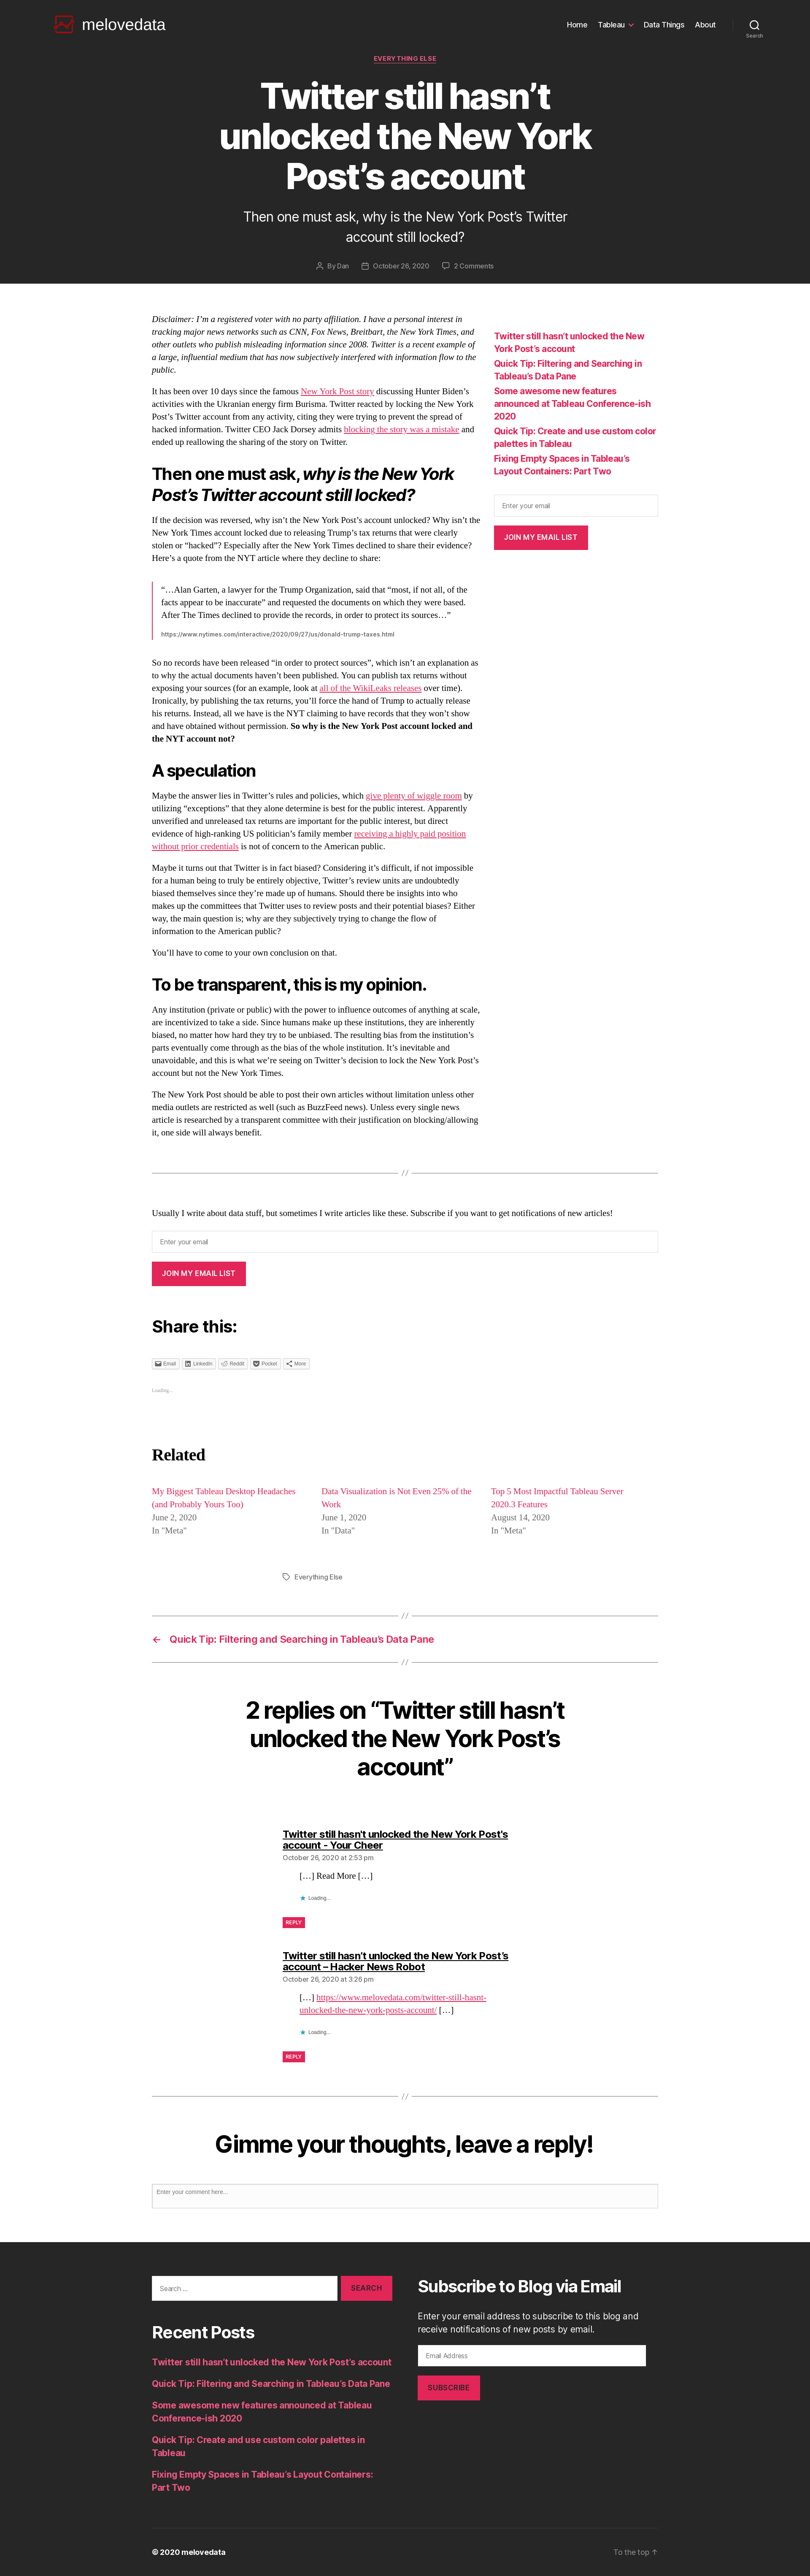 melovedata
Home Tableau Data Things About
Search
EVERYTHING ELSE
Twitter still hasn’t
unlocked the New York
Post’s account
Then one must ask, why is the New York Post’s Twitter
account still locked?
By Dan October 26, 2020 2 Comments
Disclaimer: I’m a registered voter with no party affiliation. I have a personal interest in
tracking major news networks such as CNN, Fox News, Breitbart, the New York Times, and
other outlets who publish misleading information since 2008. Twitter is a recent example of
a large, influential medium that has now subjectively interfered with information flow to the
public.
It has been over 10 days since the famous New York Post story discussing Hunter Biden’s
activities with the Ukranian energy firm Burisma. Twitter reacted by locking the New York
Post’s Twitter account from any activity, citing they were trying to prevent the spread of
hacked information. Twitter CEO Jack Dorsey admits blocking the story was a mistake and
ended up reallowing the sharing of the story on Twitter.
Then one must ask, why is the New York
Post’s Twitter account still locked?
If the decision was reversed, why isn’t the New York Post’s account unlocked? Why isn’t the
New York Times account locked due to releasing Trump’s tax returns that were clearly
stolen or “hacked”? Especially after the New York Times declined to share their evidence?
Here’s a quote from the NYT article where they decline to share:
“…Alan Garten, a lawyer for the Trump Organization, said that “most, if not all, of the
facts appear to be inaccurate” and requested the documents on which they were based.
After The Times declined to provide the records, in order to protect its sources…”
https://www.nytimes.com/interactive/2020/09/27/us/donald-trump-taxes.html
So no records have been released “in order to protect sources”, which isn’t an explanation as
to why the actual documents haven’t been published. You can publish tax returns without
exposing your sources (for an example, look at all of the WikiLeaks releases over time).
Ironically, by publishing the tax returns, you’ll force the hand of Trump to actually release
his returns. Instead, all we have is the NYT claiming to have records that they won’t show
and have obtained without permission. So why is the New York Post account locked and
the NYT account not?
A speculation
Maybe the answer lies in Twitter’s rules and policies, which give plenty of wiggle room by
utilizing “exceptions” that they alone determine is best for the public interest. Apparently
unverified and unreleased tax returns are important for the public interest, but direct
evidence of high-ranking US politician’s family member receiving a highly paid position
without prior credentials is not of concern to the American public.
Maybe it turns out that Twitter is in fact biased? Considering it’s difficult, if not impossible
for a human being to truly be entirely objective, Twitter’s review units are undoubtedly
biased themselves since they’re made up of humans. Should there be insights into who
makes up the committees that Twitter uses to review posts and their potential biases? Either
way, the main question is; why are they subjectively trying to change the flow of
information to the American public?
You’ll have to come to your own conclusion on that.
To be transparent, this is my opinion.
Any institution (private or public) with the power to influence outcomes of anything at scale,
are incentivized to take a side. Since humans make up these institutions, they are inherently
biased, no matter how hard they try to be unbiased. The resulting bias from the institution’s
parts eventually come through as the bias of the whole institution. It’s inevitable and
unavoidable, and this is what we’re seeing on Twitter’s decision to lock the New York Post’s
account but not the New York Times.
The New York Post should be able to post their own articles without limitation unless other
media outlets are restricted as well (such as BuzzFeed news). Unless every single news
article is researched by a transparent committee with their justification on blocking/allowing
it, one side will always benefit.
Twitter still hasn’t unlocked the New
York Post’s account
Quick Tip: Filtering and Searching in
Tableau’s Data Pane
Some awesome new features
announced at Tableau Conference-ish
2020
Quick Tip: Create and use custom color
palettes in Tableau
Fixing Empty Spaces in Tableau’s
Layout Containers: Part Two
Enter your email
JOIN MY EMAIL LIST
//
Usually I write about data stuff, but sometimes I write articles like these. Subscribe if you want to get notifications of new articles!
Enter your email
JOIN MY EMAIL LIST
Share this:
Email LinkedIn Reddit Pocket More
Loading...
Related
My Biggest Tableau Desktop Headaches
(and Probably Yours Too)
June 2, 2020
In "Meta"
Data Visualization is Not Even 25% of the
Work
June 1, 2020
In "Data"
Top 5 Most Impactful Tableau Server
2020.3 Features
August 14, 2020
In "Meta"
Everything Else
//
← Quick Tip: Filtering and Searching in Tableau’s Data Pane
//
2 replies on “Twitter still hasn’t
unlocked the New York Post’s
account”
Twitter still hasn't unlocked the New York Post's
account - Your Cheer
October 26, 2020 at 2:53 pm
[…] Read More […]
Loading...
REPLY
Twitter still hasn’t unlocked the New York Post’s
account – Hacker News Robot
October 26, 2020 at 3:26 pm
[…] https://www.melovedata.com/twitter-still-hasnt-
unlocked-the-new-york-posts-account/ […]
Loading...
REPLY
//
Gimme your thoughts, leave a reply!
Enter your comment here...
Search …
SEARCH
Recent Posts
Twitter still hasn’t unlocked the New York Post’s account
Quick Tip: Filtering and Searching in Tableau’s Data Pane
Some awesome new features announced at Tableau
Conference-ish 2020
Quick Tip: Create and use custom color palettes in
Tableau
Fixing Empty Spaces in Tableau’s Layout Containers:
Part Two
Subscribe to Blog via Email
Enter your email address to subscribe to this blog and
receive notifications of new posts by email.
Email Address
SUBSCRIBE
© 2020 melovedata
To the top ↑